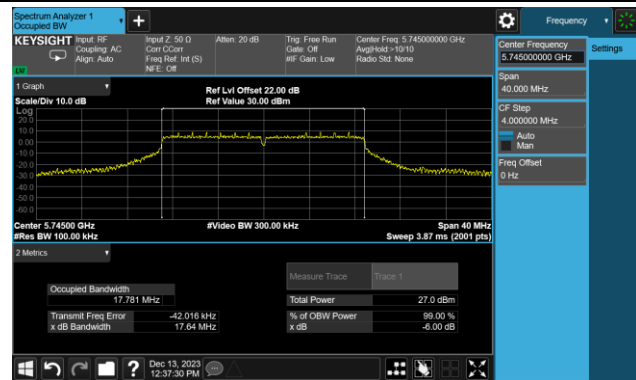 Spectrum Analyzer 1
Occupied BW
Frequency
KEYSIGHT
Input: RF
Coupling: AC
Align: Auto
Input Z: 50 Ω
Corr CCorr
Freq Ref: Int (S)
NFE: Off
Atten: 20 dB
Trig: Free Run
Gate: Off
#IF Gain: Low
Center Freq: 5.745000000 GHz
Avg|Hold:>10/10
Radio Std: None
LW
Center Frequency
5.745000000 GHz
Settings
Span
40.000 MHz
CF Step
4.000000 MHz
Auto
Man
Freq Offset
0 Hz
1 Graph
Scale/Div 10.0 dB
Ref Lvl Offset 22.00 dB
Ref Value 30.00 dBm
Log
20.0
10.0
0.00
-10.0
-20.0
-30.0
-40.0
-50.0
-60.0
Center 5.74500 GHz
#Res BW 100.00 kHz
#Video BW 300.00 kHz
Span 40 MHz
Sweep 3.87 ms (2001 pts)
2 Metrics
Measure Trace
Trace 1
Occupied Bandwidth
17.781 MHz
Total Power
27.0 dBm
Transmit Freq Error
-42.016 kHz
% of OBW Power
99.00 %
x dB Bandwidth
17.64 MHz
x dB
-6.00 dB
Dec 13, 2023
12:37:30 PM